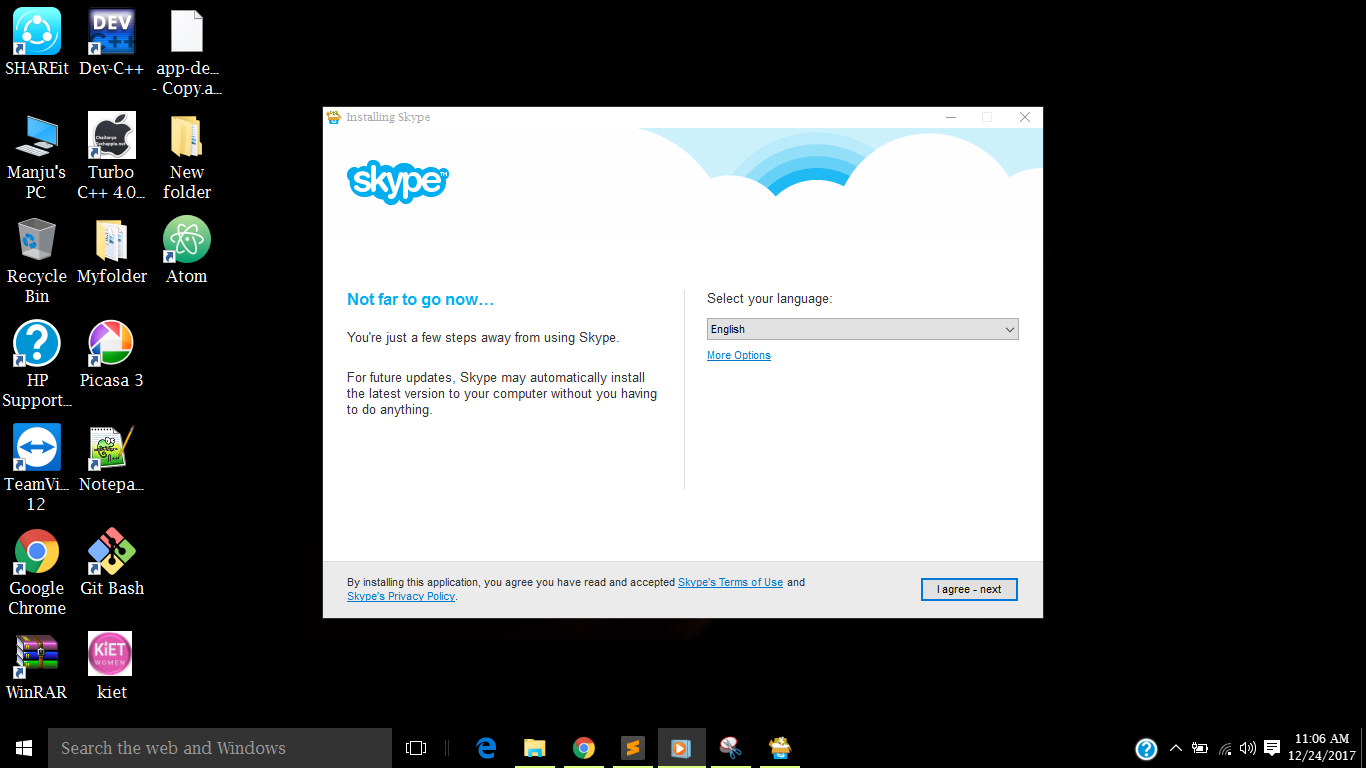 SHAREit
Dev-C++
app-de...
- Copy.a...
Manju's
PC
Turbo
C++ 4.0...
New
folder
Recycle
Bin
Myfolder
Atom
HP
Support...
Picasa 3
TeamVi...
12
Notepa...
Google
Chrome
Git Bash
WinRAR
kiet
DEV
C++
Chaitanya
Techapple.net
KiET
WOMEN
Installing Skype
skype™
Not far to go now…
You're just a few steps away from using Skype.
For future updates, Skype may automatically install
the latest version to your computer without you having
to do anything.
Select your language:
English
More Options
By installing this application, you agree you have read and accepted Skype's Terms of Use and
Skype's Privacy Policy.
I agree - next
Search the web and Windows
11:06 AM
12/24/2017